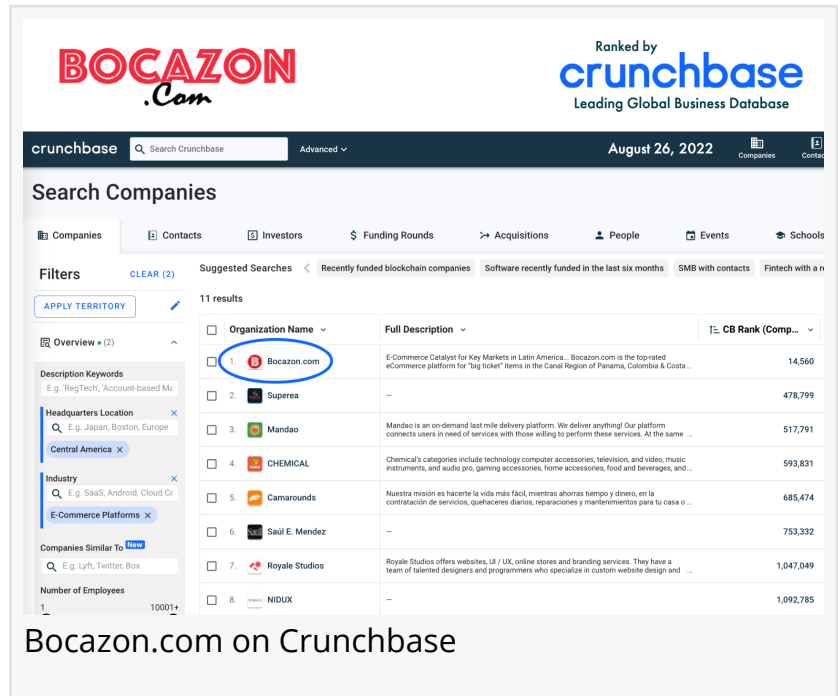 BOCAZON
.Com
Ranked by
crunchbase
Leading Global Business Database
crunchbase
Search Crunchbase
Advanced
August 26, 2022
Companies
Contac
Search Companies
Companies
Contacts
Investors
$ Funding Rounds
Acquisitions
People
Events
Schools
Filters
CLEAR (2)
Suggested Searches
Recently funded blockchain companies
Software recently funded in the last six months
SMB with contacts
Fintech with a re
APPLY TERRITORY
11 results
Overview • (2)
Organization Name
Full Description
CB Rank (Comp...
1. Bocazon.com
E-Commerce Catalyst for Key Markets in Latin America... Bocazon.com is the top-rated
eCommerce platform for "big ticket" items in the Canal Region of Panama, Colombia & Costa ...
14,560
Description Keywords
E.g. 'RegTech', 'Account-based Ma
2. Superea
–
478,799
Headquarters Location
E.g. Japan, Boston, Europe
Central America ×
3. Mandao
Mandao is an on-demand last mile delivery platform. We deliver anything! Our platform
connects users in need of services with those willing to perform these services. At the same ...
517,791
4. CHEMICAL
Chemical's categories include technology computer accessories, television, and video, music
instruments, and audio pro, gaming accessories, home accessories, food and beverages, and...
593,831
Industry
E.g. SaaS, Android, Cloud Co
E-Commerce Platforms ×
5. Camarounds
Nuestra misión es hacerte la vida más fácil, mientras ahorras tiempo y dinero, en la
contratación de servicios, quehaceres diarios, reparaciones y mantenimientos para tu casa o ...
685,474
6. Saúl E. Mendez
–
753,332
Companies Similar To New
E.g. Lyft, Twitter, Box
7. Royale Studios
Royale Studios offers websites, UI / UX, online stores and branding services. They have a
team of talented designers and programmers who specialize in custom website design and ...
1,047,049
Number of Employees
1
10001+
8. NIDUX
–
1,092,785
Bocazon.com on Crunchbase